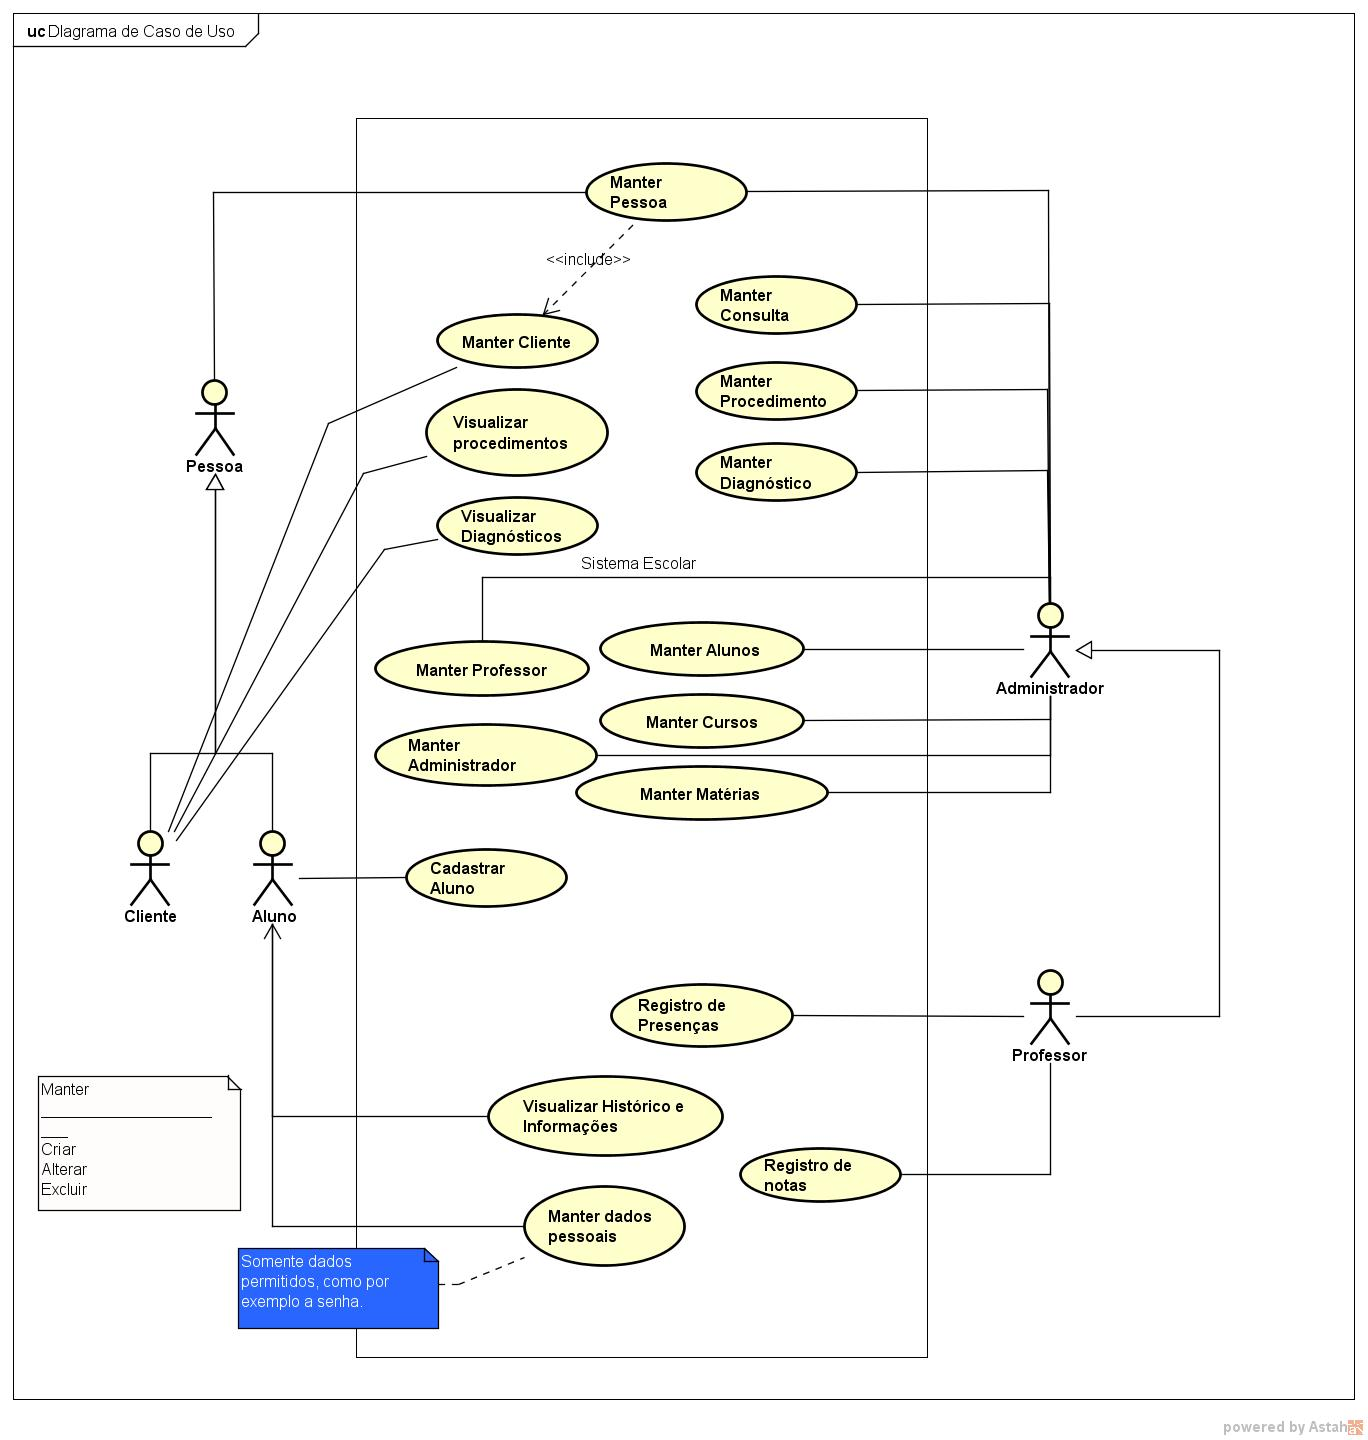 uc DIagrama de Caso de Uso
Manter
Pessoa
<<include>>
Manter
Consulta
Manter Cliente
Manter
Procedimento
Visualizar
procedimentos
Pessoa
Manter
Diagnóstico
Visualizar
Diagnósticos
Sistema Escolar
Manter Alunos
Manter Professor
Administrador
Manter Cursos
Manter
Administrador
Manter Matérias
Cadastrar
Aluno
Cliente
Aluno
Registro de
Presenças
Professor
Manter
___________________
___
Criar
Alterar
Excluir
Visualizar Histórico e
Informações
Registro de
notas
Manter dados
pessoais
Somente dados
permitidos, como por
exemplo a senha.
powered by Astah